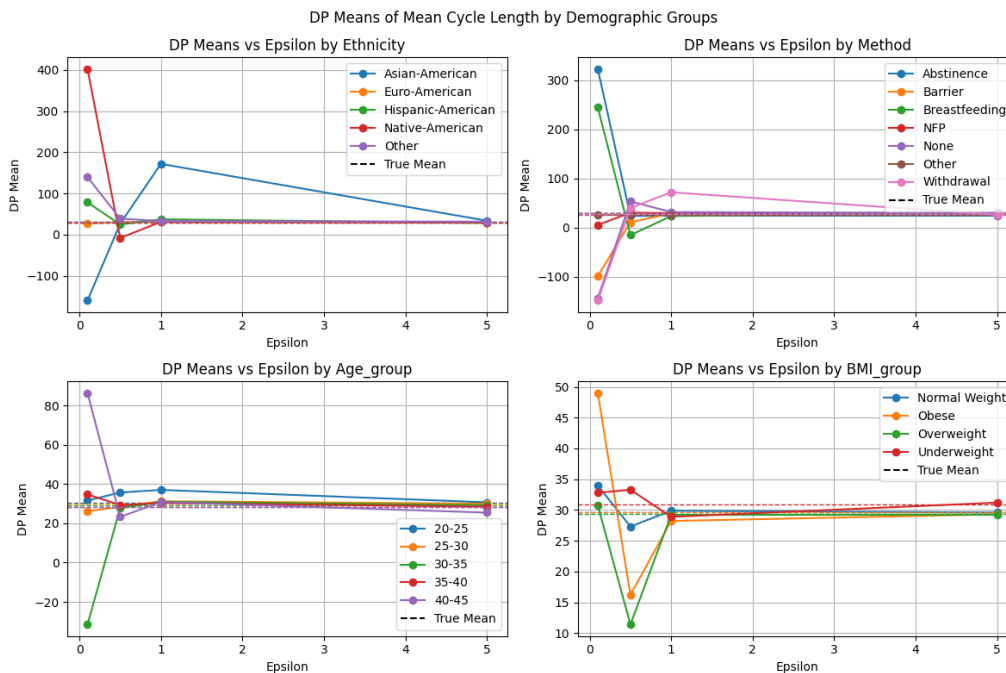 DP Means of Mean Cycle Length by Demographic Groups
DP Means vs Epsilon by Ethnicity
400
300
200
100
0
−100
DP Mean
0
1
2
3
4
5
Epsilon
Asian-American
Euro-American
Hispanic-American
Native-American
Other
True Mean
DP Means vs Epsilon by Method
300
200
100
0
−100
DP Mean
0
1
2
3
4
5
Epsilon
Abstinence
Barrier
Breastfeeding
NFP
None
Other
Withdrawal
True Mean
DP Means vs Epsilon by Age_group
80
60
40
20
0
−20
DP Mean
0
1
2
3
4
5
Epsilon
20-25
25-30
30-35
35-40
40-45
True Mean
DP Means vs Epsilon by BMI_group
50
45
40
35
30
25
20
15
10
DP Mean
0
1
2
3
4
5
Epsilon
Normal Weight
Obese
Overweight
Underweight
True Mean